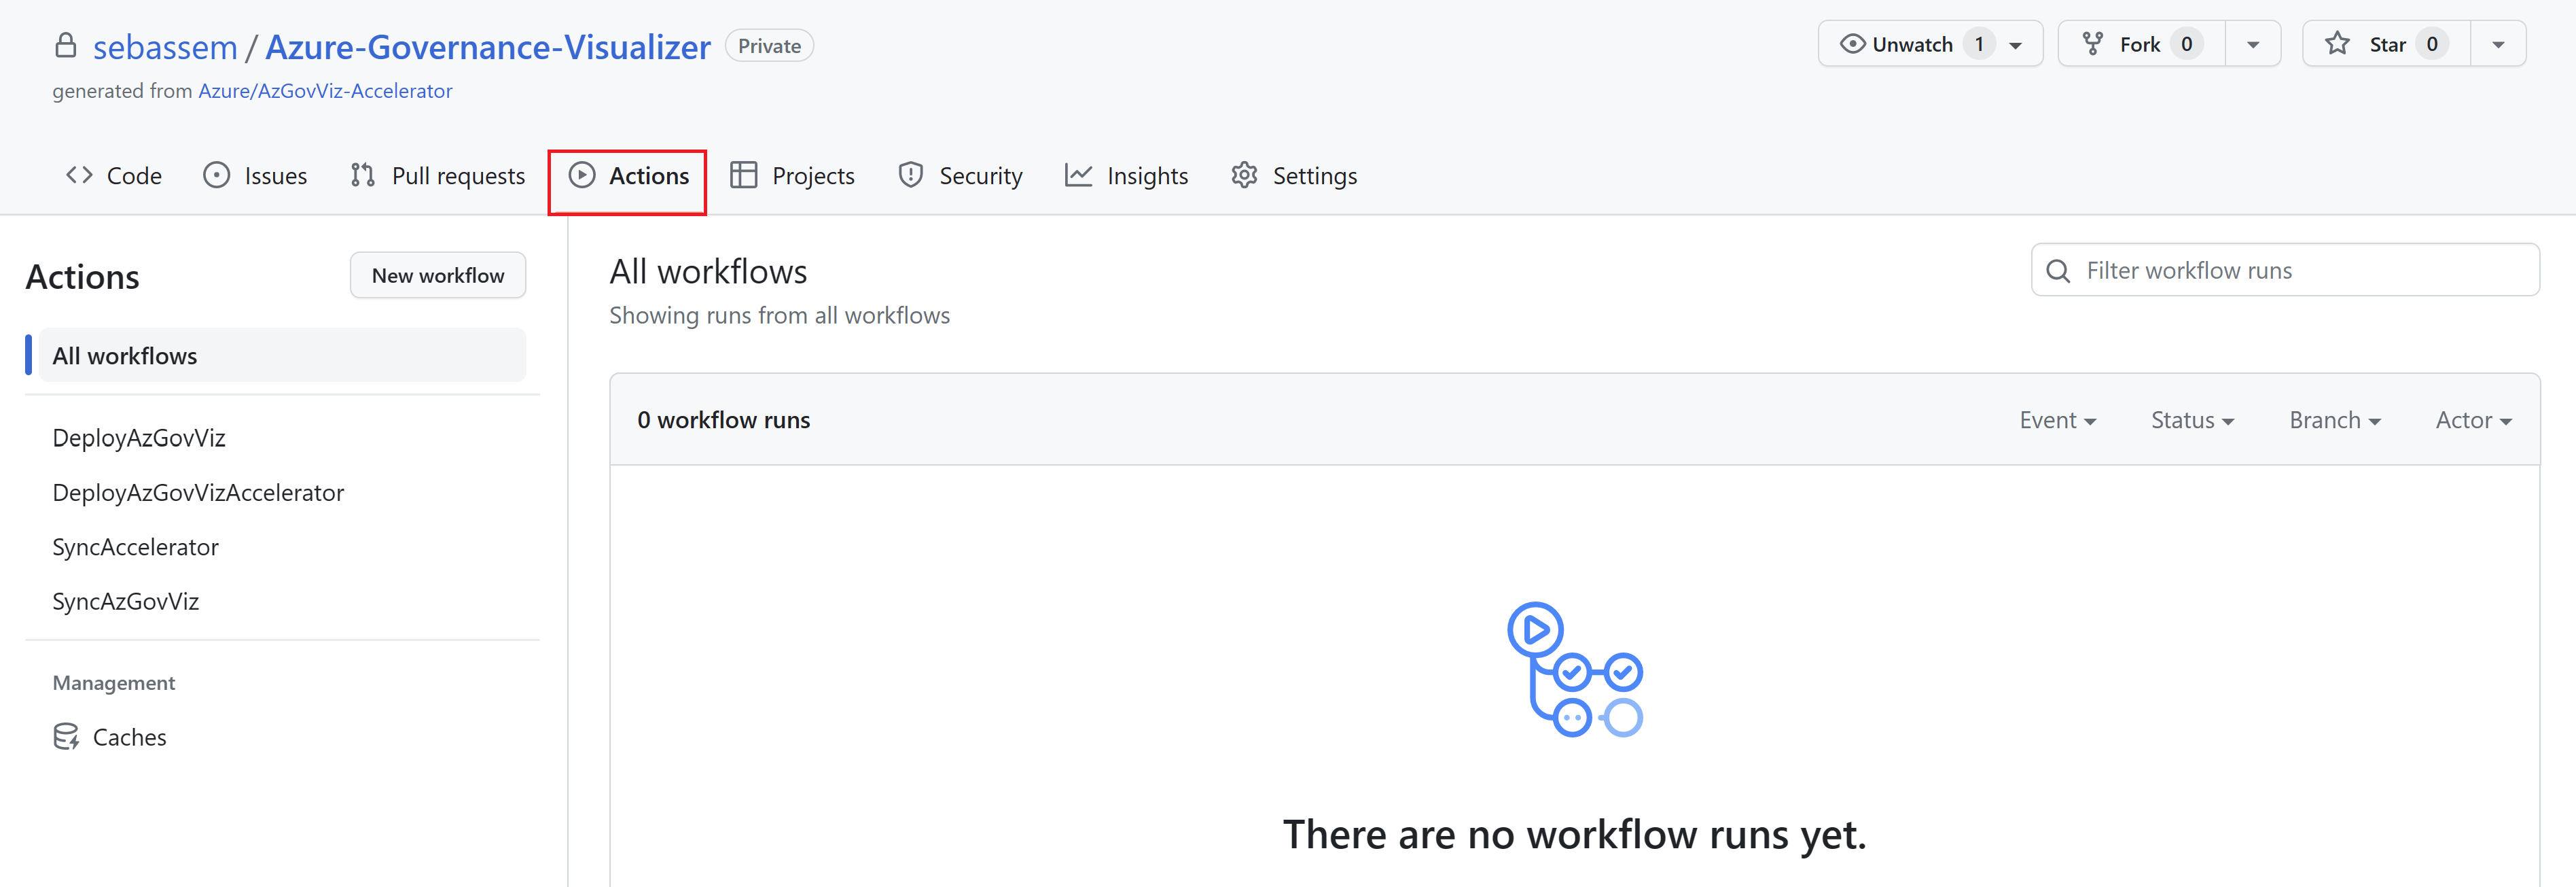 sebassem / Azure-Governance-Visualizer Private
Unwatch 1 Fork 0 Star 0
generated from Azure/AzGovViz-Accelerator
Code Issues Pull requests Actions Projects Security Insights Settings
Actions New workflow
All workflows
DeployAzGovViz
DeployAzGovVizAccelerator
SyncAccelerator
SyncAzGovViz
Management
Caches
All workflows
Filter workflow runs
Showing runs from all workflows
0 workflow runs Event Status Branch Actor
There are no workflow runs yet.